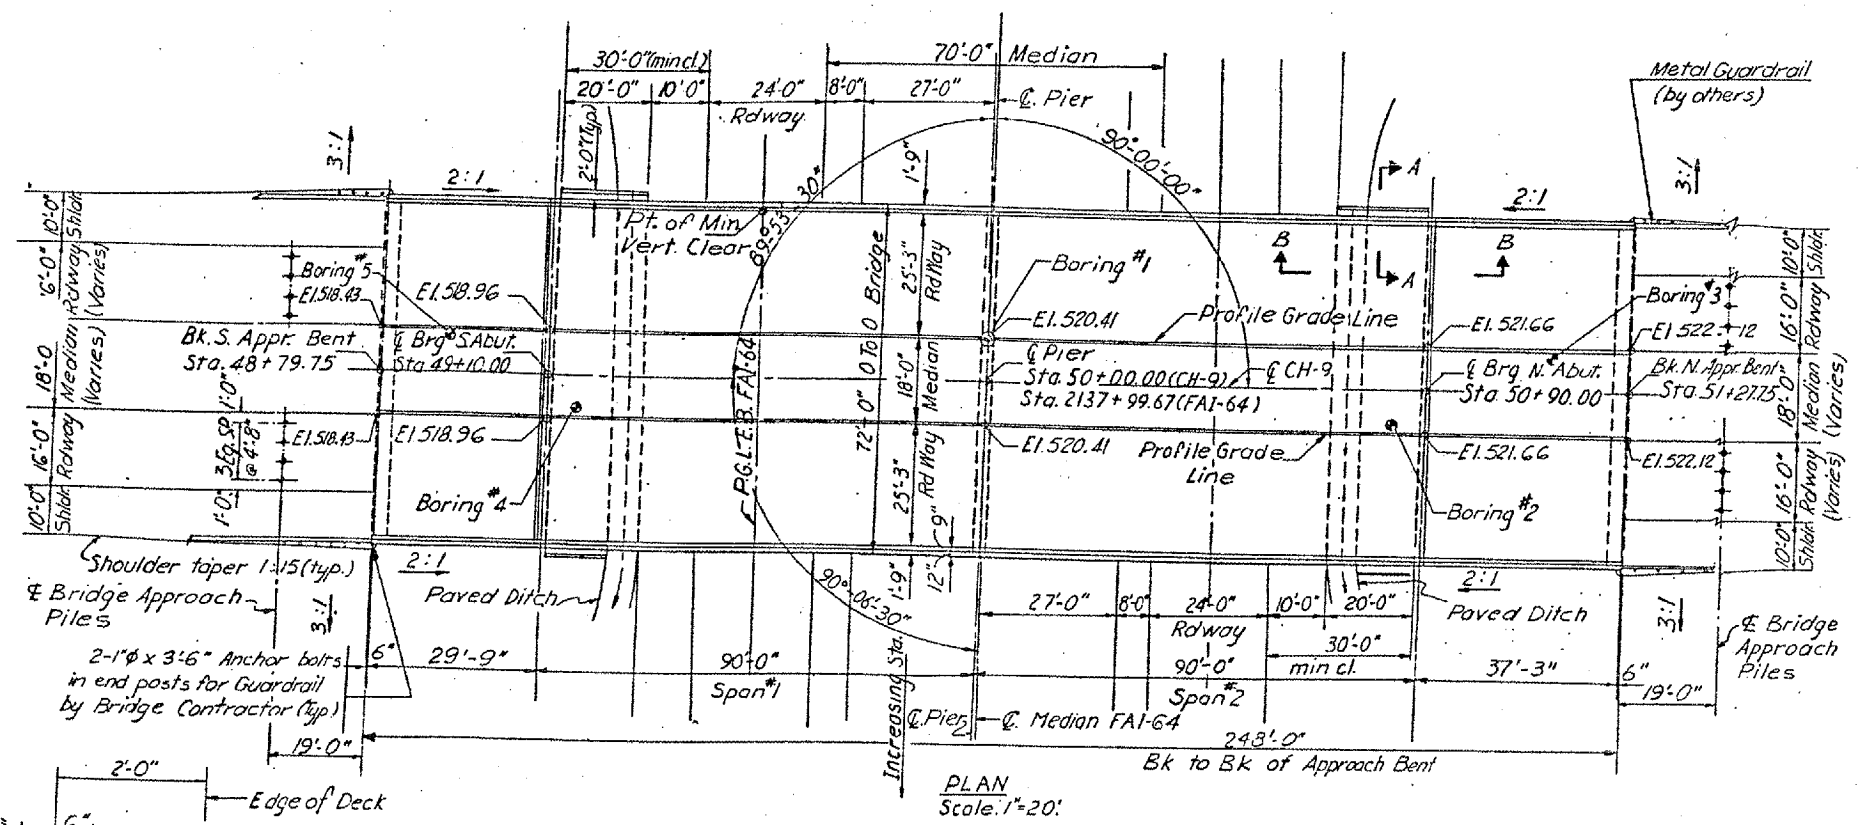 30'-0"(min cl.)
70'-0" Median
20'-0" 10'-0" 24'-0" 8'-0" 27'-0"
Rdway
℄ Pier
Metal Guardrail
(by others)
2'-0"(Typ.)
3:1
2:1
89°-53'-30"
90°-00'-00"
1'-9"
A
2:1
3:1
10'-0" Shldr.
Rdway
(Varies)
Pt. of Min.
Vert. Clear.
25'-3"
Rd Way
B
B
A
10'-0" Shldr.
16'-0" Rdway
Boring #5
El.518.43
El.518.96
Boring #1
El.520.41
Profile Grade Line
El.521.66
Boring #3
El.522.12
Bk. S. Appr. Bent
Sta. 48+79.75
℄ Brg. S. Abut.
Sta. 49+10.00
18'-0" Median
℄ Pier
Sta. 50+00.00 (CH-9)
Sta. 2137+99.67 (FAI-64)
℄ CH-9
℄ Brg. N. Abut.
Sta. 50+90.00
Bk. N. Appr. Bent
Sta. 51+27.75
18'-0 Median
(Varies)
18'-0" Median
(Varies)
72'-0" O To O Bridge
P.G.L. E.B. FAI-64
El.518.43
El.518.96
El.520.41
Profile Grade
Line
El.521.66
El.522.12
1'-0"
3 Eq. SP.
@ 4'-8"
1'-0"
16'-0" Rdway
10'-0" Shldr.
Boring #4
25'-3"
Rd Way
Boring #2
16'-0" Rdway
(Varies)
10'-0" Shldr.
9"
12"
1'-9"
Shoulder taper 1:15 (typ.)
2:1
℄ Bridge Approach
Piles
3:1
Paved Ditch
90°-06'-30"
27'-0" 8'-0" 24'-0" 10'-0" 20'-0"
Rdway
2:1
Paved Ditch
3:1
℄ Bridge
Approach
Piles
30'-0"
min cl.
2-1"φ x 3'-6" Anchor bolts
in end posts for Guardrail
by Bridge Contractor (Typ.)
6" 29'-9" 90'-0" 90'-0" 37'-3" 6"
Span #1
Span #2
19'-0"
Increasing Sta.
℄ Pier
℄ Median FAI-64
19'-0"
248'-0"
Bk to Bk of Approach Bent
2'-0"
Edge of Deck
PLAN
Scale: 1"=20'
6"